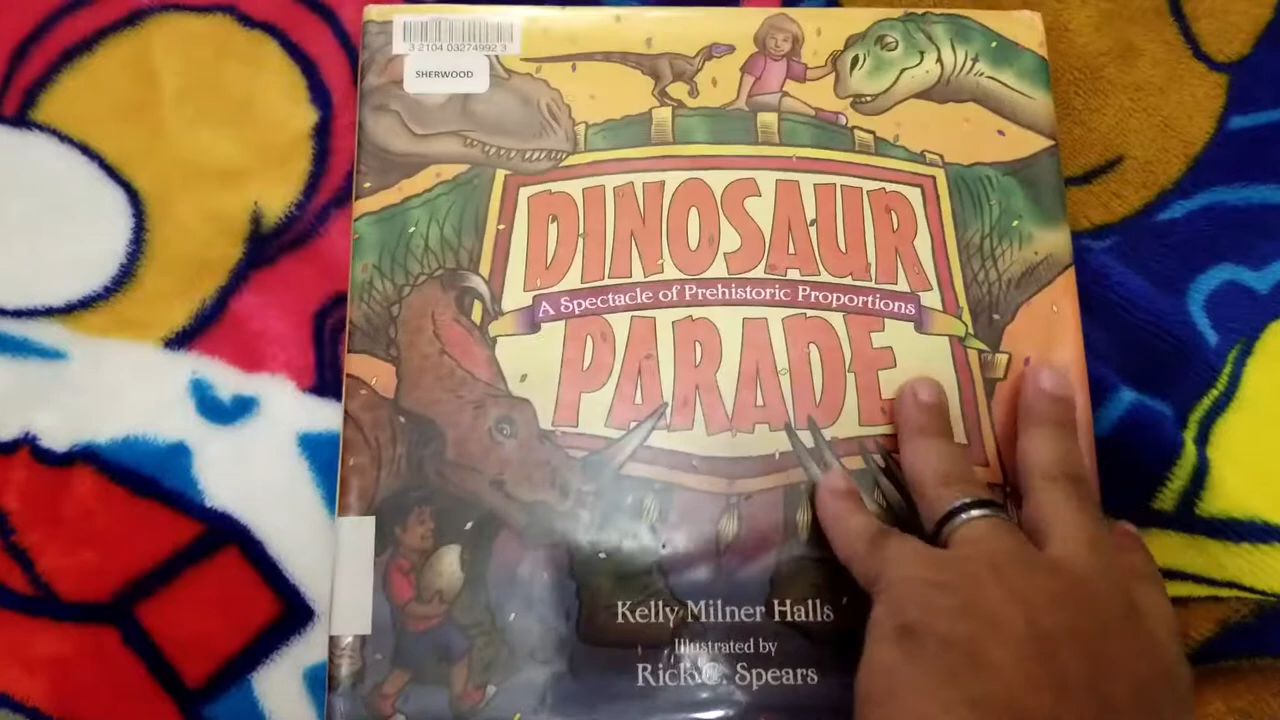 3 2104 03274992 3
SHERWOOD
DINOSAUR
A Spectacle of Prehistoric Proportions
PARADE
Kelly Milner Halls
Illustrated by
Rick C. Spears